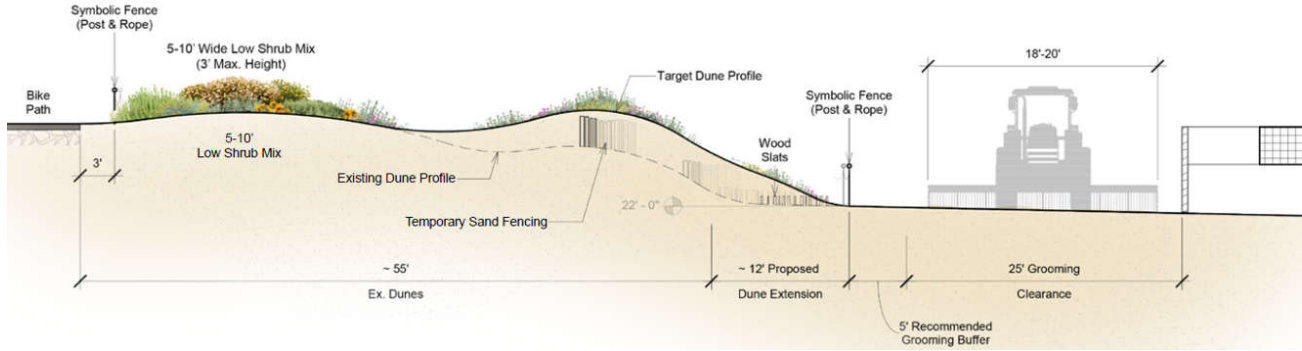 Symbolic Fence
(Post & Rope)
5-10' Wide Low Shrub Mix
(3' Max. Height)
18'-20'
Target Dune Profile
Bike
Path
Symbolic Fence
(Post & Rope)
5-10'
Low Shrub Mix
Wood
Slats
3'
Existing Dune Profile
22' - 0"
Temporary Sand Fencing
~ 55'
Ex. Dunes
~ 12' Proposed
Dune Extension
25' Grooming
Clearance
5' Recommended
Grooming Buffer